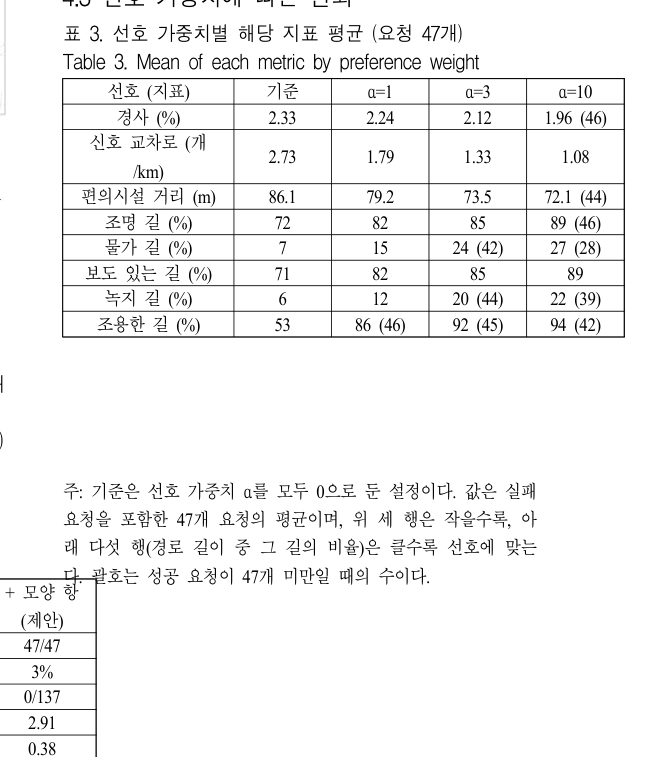 표 3. 선호 가중치별 해당 지표 평균 (요청 47개)
Table 3. Mean of each metric by preference weight
선호 (지표) 기준 α=1 α=3 α=10
경사 (%) 2.33 2.24 2.12 1.96 (46)
신호 교차로 (개
/km) 2.73 1.79 1.33 1.08
편의시설 거리 (m) 86.1 79.2 73.5 72.1 (44)
조명 길 (%) 72 82 85 89 (46)
물가 길 (%) 7 15 24 (42) 27 (28)
보도 있는 길 (%) 71 82 85 89
녹지 길 (%) 6 12 20 (44) 22 (39)
조용한 길 (%) 53 86 (46) 92 (45) 94 (42)
주: 기준은 선호 가중치 α를 모두 0으로 둔 설정이다. 값은 실패
요청을 포함한 47개 요청의 평균이며, 위 세 행은 작을수록, 아
래 다섯 행(경로 길이 중 그 길의 비율)은 클수록 선호에 맞는
다. 괄호는 성공 요청이 47개 미만일 때의 수이다.
+ 모양 항
(제안)
47/47
3%
0/137
2.91
0.38